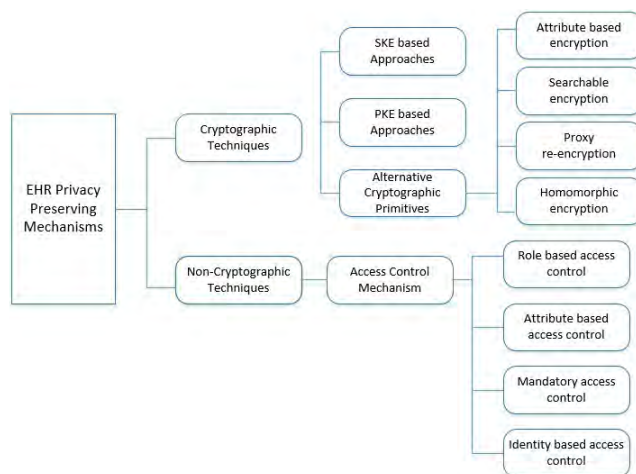 EHR Privacy
Preserving
Mechanisms
Cryptographic
Techniques
SKE based
Approaches
PKE based
Approaches
Alternative
Cryptographic
Primitives
Attribute based
encryption
Searchable
encryption
Proxy
re-encryption
Homomorphic
encryption
Non-Cryptographic
Techniques
Access Control
Mechanism
Role based access
control
Attribute based
access control
Mandatory access
control
Identity based access
control